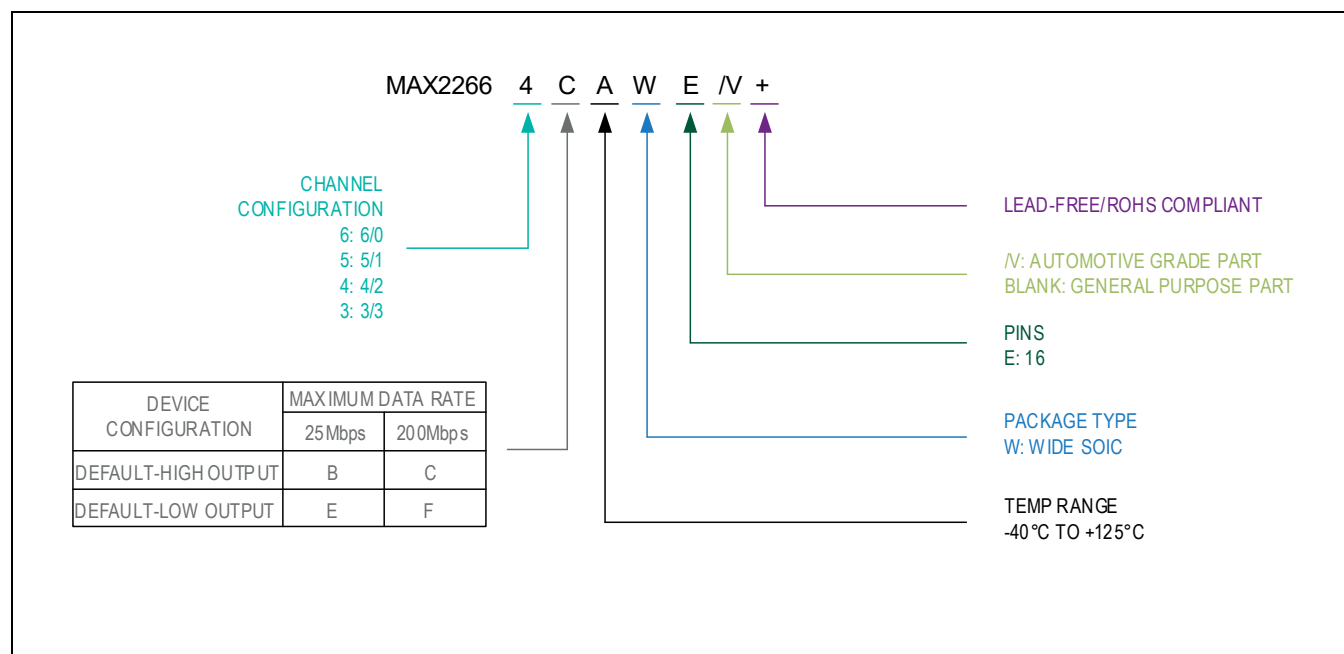 MAX2266 4 C A W E /V +
CHANNEL
CONFIGURATION
6: 6/0
5: 5/1
4: 4/2
3: 3/3
DEVICE
CONFIGURATION
MAXIMUM DATA RATE
25Mbps 200Mbps
DEFAULT-HIGH OUTPUT B C
DEFAULT-LOW OUTPUT E F
LEAD-FREE/ROHS COMPLIANT
/V: AUTOMOTIVE GRADE PART
BLANK: GENERAL PURPOSE PART
PINS
E: 16
PACKAGE TYPE
W: WIDE SOIC
TEMP RANGE
-40°C TO +125°C